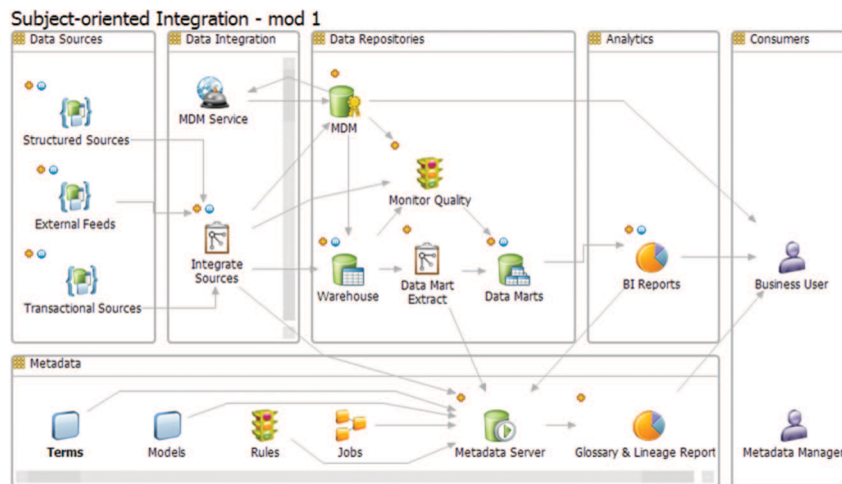 Subject-oriented Integration - mod 1
Data Sources
Data Integration
Data Repositories
Analytics
Consumers
MDM Service
MDM
Structured Sources
Monitor Quality
External Feeds
Integrate
Sources
Warehouse
Data Mart
Extract
Data Marts
BI Reports
Business User
Transactional Sources
Metadata
Terms
Models
Rules
Jobs
Metadata Server
Glossary & Lineage Report
Metadata Manager